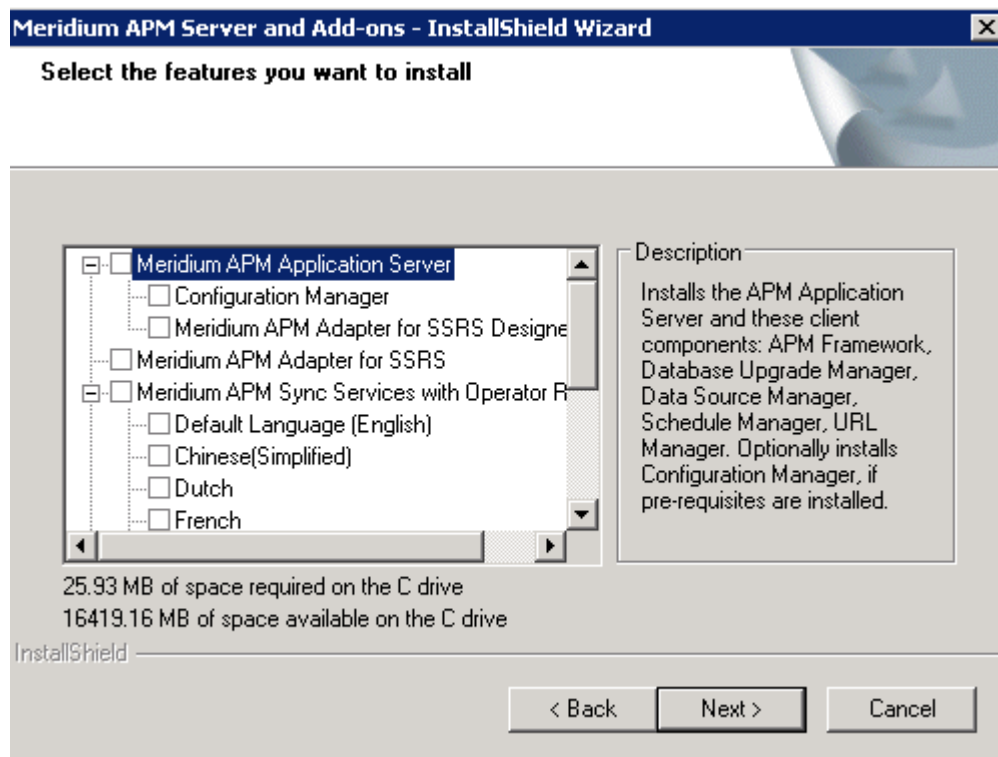 Meridium APM Server and Add-ons - InstallShield Wizard
Select the features you want to install
Meridium APM Application Server
Configuration Manager
Meridium APM Adapter for SSRS Designe
Meridium APM Adapter for SSRS
Meridium APM Sync Services with Operator R
Default Language (English)
Chinese(Simplified)
Dutch
French
Description
Installs the APM Application
Server and these client
components: APM Framework,
Database Upgrade Manager,
Data Source Manager,
Schedule Manager, URL
Manager. Optionally installs
Configuration Manager, if
pre-requisites are installed.
25.93 MB of space required on the C drive
16419.16 MB of space available on the C drive
InstallShield
< Back
Next >
Cancel